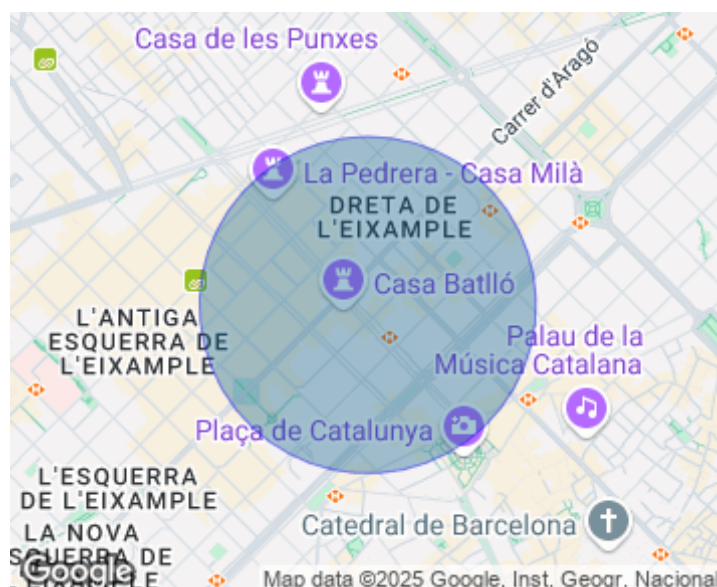 Casa de les Punxes
Carrer d'Aragó
La Pedrera - Casa Milà
DRETA DE
L'EIXAMPLE
Casa Batlló
L'ANTIGA
ESQUERRA DE
L'EIXAMPLE
Palau de la
Música Catalana
Plaça de Catalunya
L'ESQUERRA
DE L'EIXAMPLE
Catedral de Barcelona
LA NOVA
ESQUERRA DE
Google
Map data ©2025 Google, Inst. Geogr. Nacional